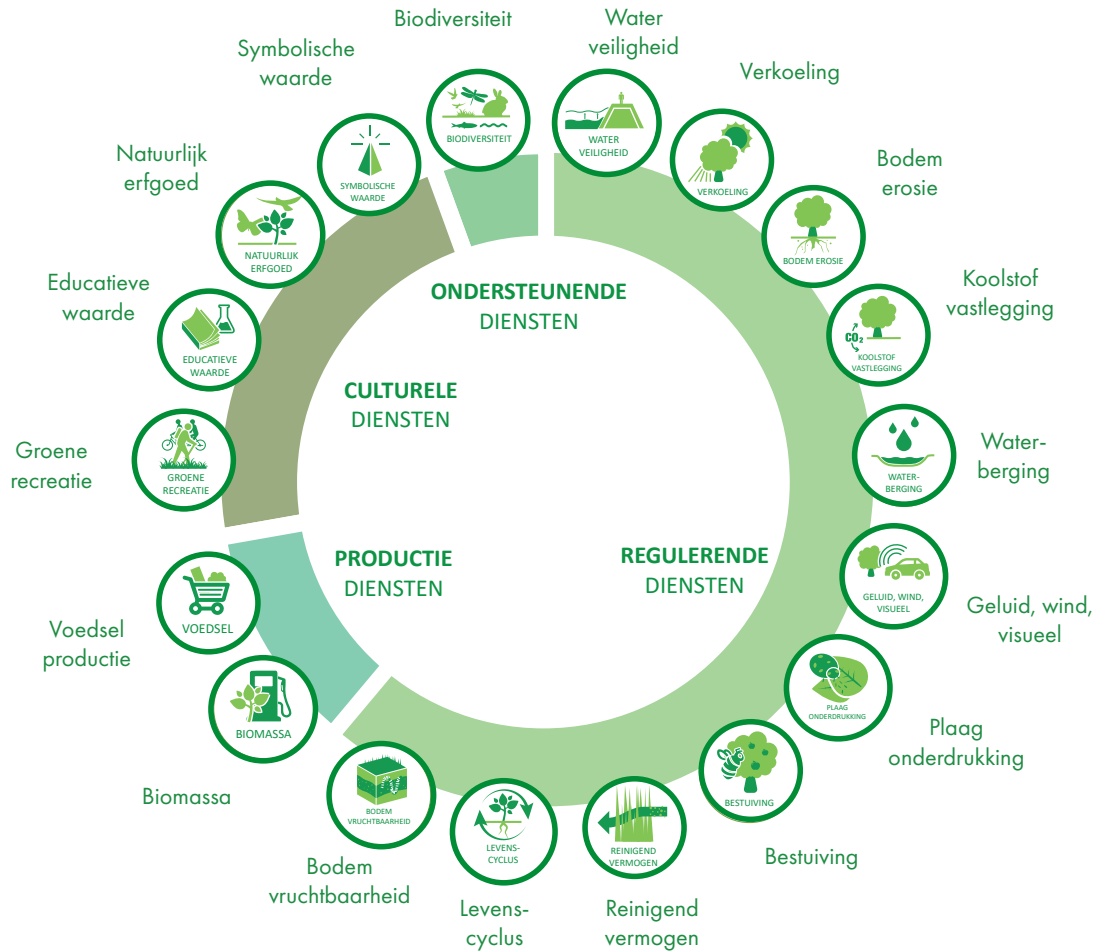 Biodiversiteit
Water
veiligheid
Symbolische
waarde
Verkoeling
Natuurlijk
erfgoed
Bodem
erosie
Educatieve
waarde
Koolstof
vastlegging
Groene
recreatie
Water-
berging
Voedsel
productie
Geluid, wind,
visueel
Biomassa
Plaag
onderdrukking
Bodem
vruchtbaarheid
Levens-
cyclus
Reinigend
vermogen
Bestuiving
BIODIVERSITEIT
WATER
VEILIGHEID
VERKOELING
BODEM EROSIE
CO₂
KOOLSTOF
VASTLEGGING
WATER-
BERGING
GELUID, WIND,
VISUEEL
PLAAG
ONDERDRUKKING
BESTUIVING
REINIGEND
VERMOGEN
LEVENS-
CYCLUS
BODEM
VRUCHTBAARHEID
BIOMASSA
VOEDSEL
GROENE
RECREATIE
EDUCATIEVE
WAARDE
NATUURLIJK
ERFGOED
SYMBOLISCHE
WAARDE
ONDERSTEUNENDE
DIENSTEN
CULTURELE
DIENSTEN
PRODUCTIE
DIENSTEN
REGULERENDE
DIENSTEN